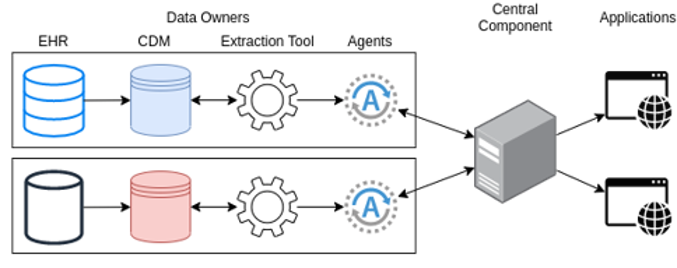 Data Owners
Central
Component
Applications
EHR
CDM
Extraction Tool
Agents
A
A